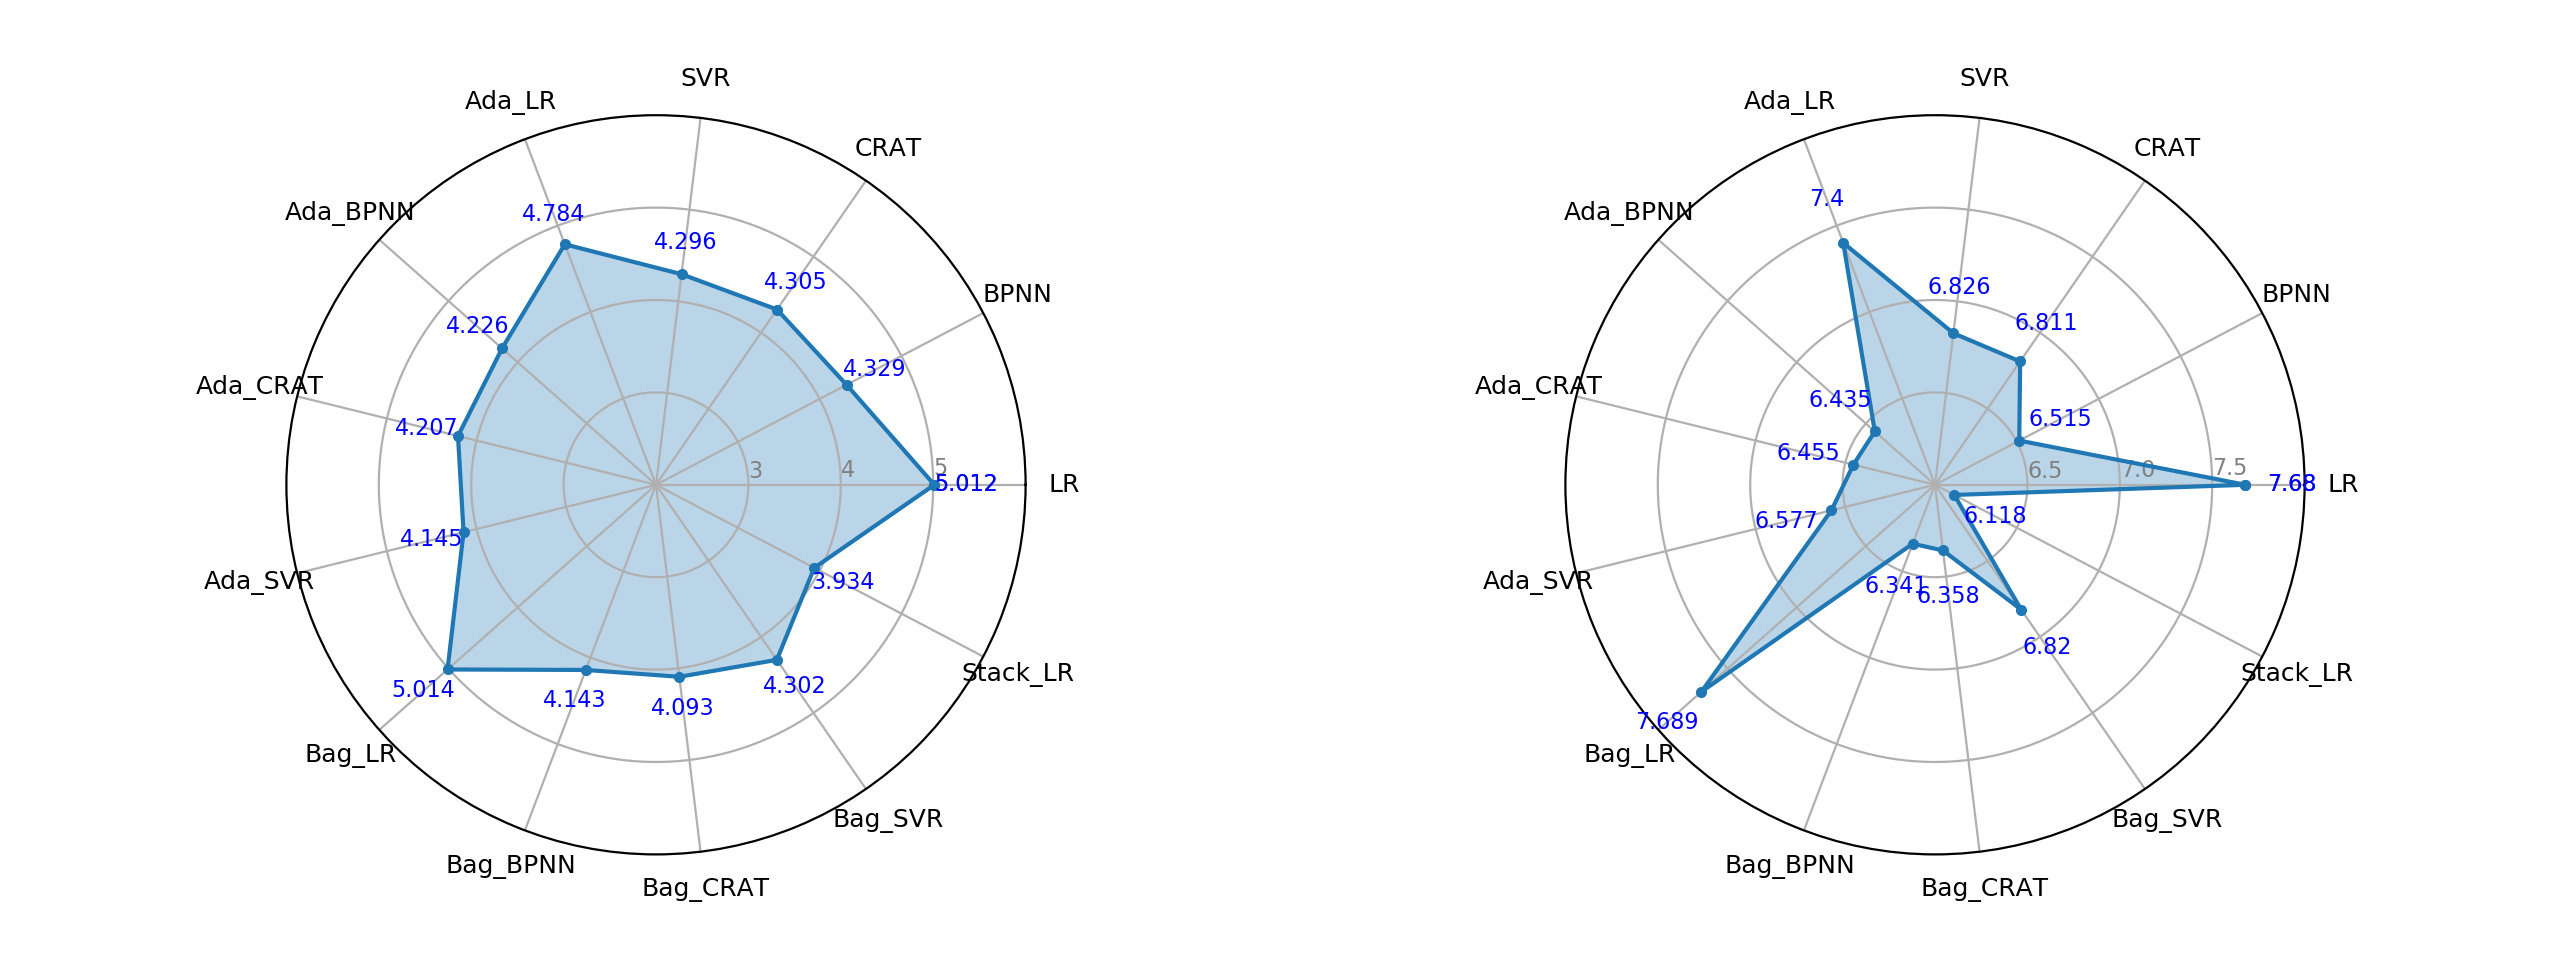 SVR
Ada_LR
CRAT
Ada_BPNN
4.784
4.296
4.305
BPNN
4.226
4.329
Ada_CRAT
4.207
3
4
5
5.012
LR
4.145
Ada_SVR
3.934
Stack_LR
5.014
4.143
4.093
4.302
Bag_LR
Bag_SVR
Bag_BPNN
Bag_CRAT
SVR
Ada_LR
CRAT
7.4
Ada_BPNN
6.826
6.811
BPNN
6.435
6.515
Ada_CRAT
6.455
6.5
7.0
7.5
7.68
LR
6.577
6.118
Ada_SVR
6.341
6.358
6.82
Stack_LR
7.689
Bag_LR
Bag_SVR
Bag_BPNN
Bag_CRAT